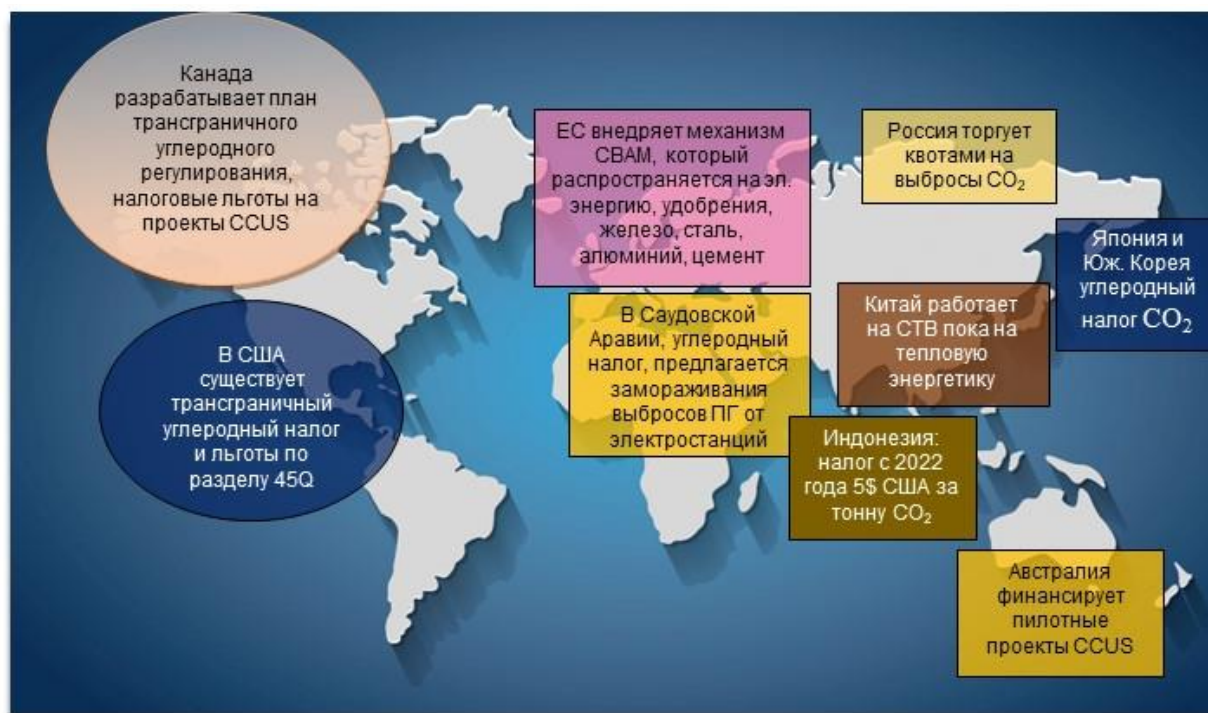 Канада
разрабатывает план
трансграничного
углеродного
регулирования,
налоговые льготы на
проекты CCUS
ЕС внедряет механизм
CBAM, который
распространяется на эл.
энергию, удобрения,
железо, сталь,
алюминий, цемент
Россия торгует
квотами на
выбросы CO₂
Япония и
Юж. Корея
углеродный
налог CO₂
В США
существует
трансграничный
углеродный налог
и льготы по
разделу 45Q
В Саудовской
Аравии, углеродный
налог, предлагается
замораживания
выбросов ПГ от
электростанций
Китай работает
на СТВ пока на
тепловую
энергетику
Индонезия:
налог с 2022
года 5$ США за
тонну CO₂
Австралия
финансирует
пилотные
проекты CCUS